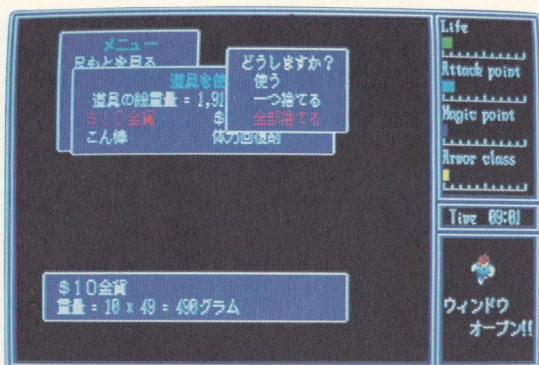 メニュー
足もとを見る
道具を使
道具の総重量 = 1,91
$10金貨 $
こん棒 体力回復剤
どうしますか?
使う
一つ捨てる
全部捨てる
$10金貨
重量 = 10 x 49 = 490グラム
Life
Attack point
Magic point
Armor class
Time 09:01
ウィンドウ
オープン!!